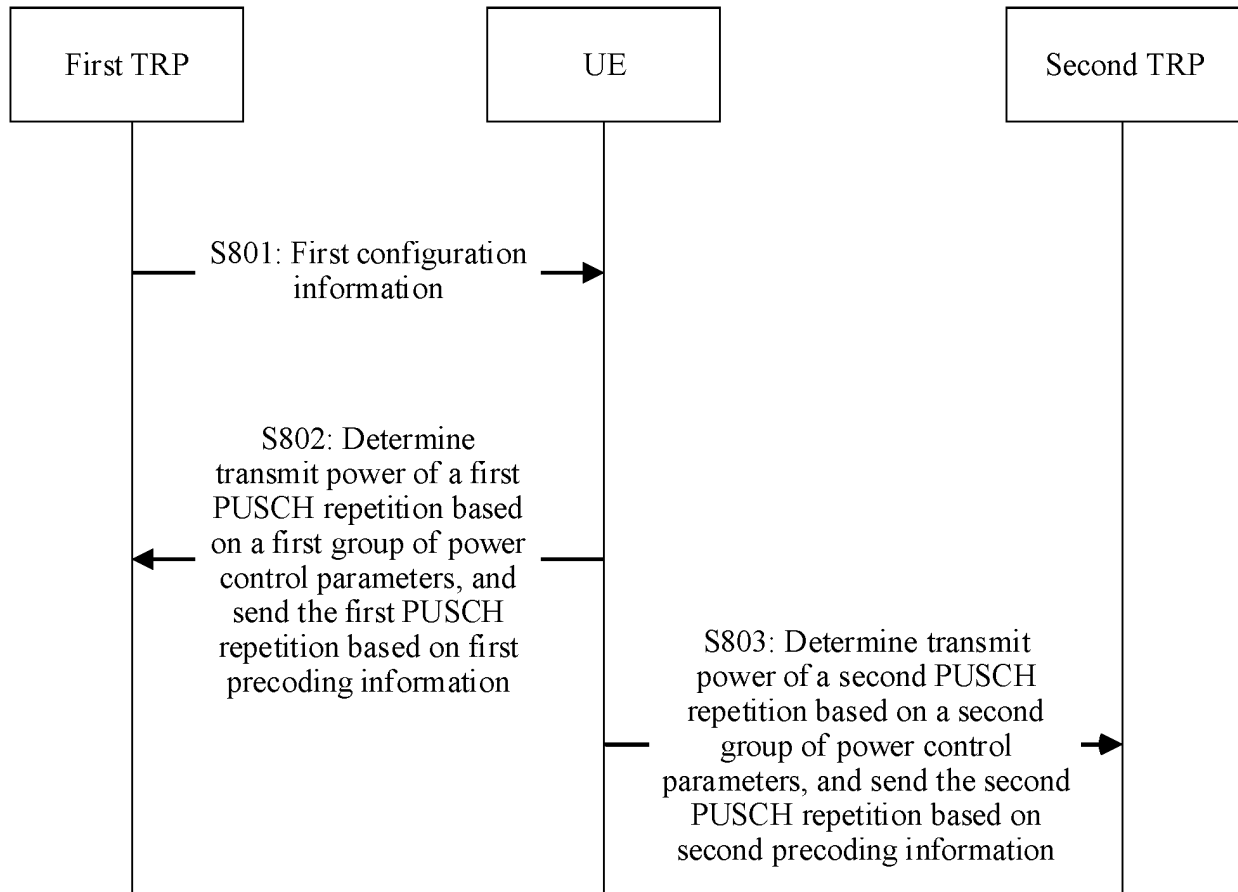 First TRP
UE
Second TRP
S801: First configuration
information
S802: Determine
transmit power of a first
PUSCH repetition based
on a first group of power
control parameters, and
send the first PUSCH
repetition based on first
precoding information
S803: Determine transmit
power of a second PUSCH
repetition based on a second
group of power control
parameters, and send the second
PUSCH repetition based on
second precoding information